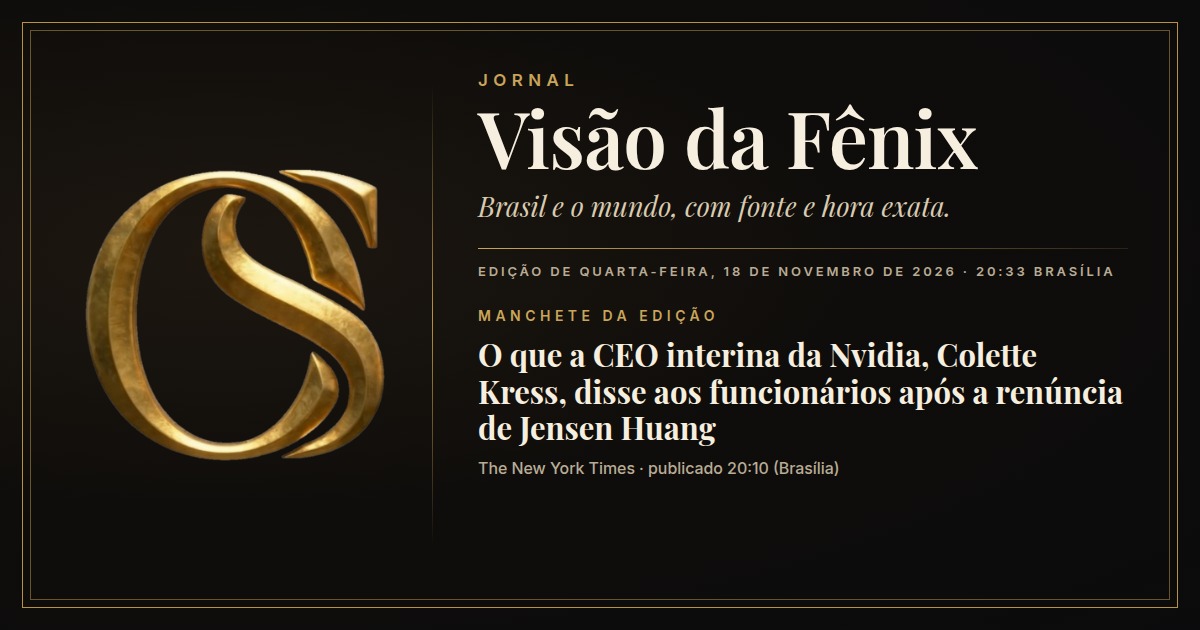 JORNAL
Visão da Fênix
Brasil e o mundo, com fonte e hora exata.
EDIÇÃO DE QUARTA-FEIRA, 18 DE NOVEMBRO DE 2026 · 20:33 BRASÍLIA
MANCHETE DA EDIÇÃO
O que a CEO interina da Nvidia, Colette
Kress, disse aos funcionários após a renúncia
de Jensen Huang
The New York Times · publicado 20:10 (Brasília)
OS